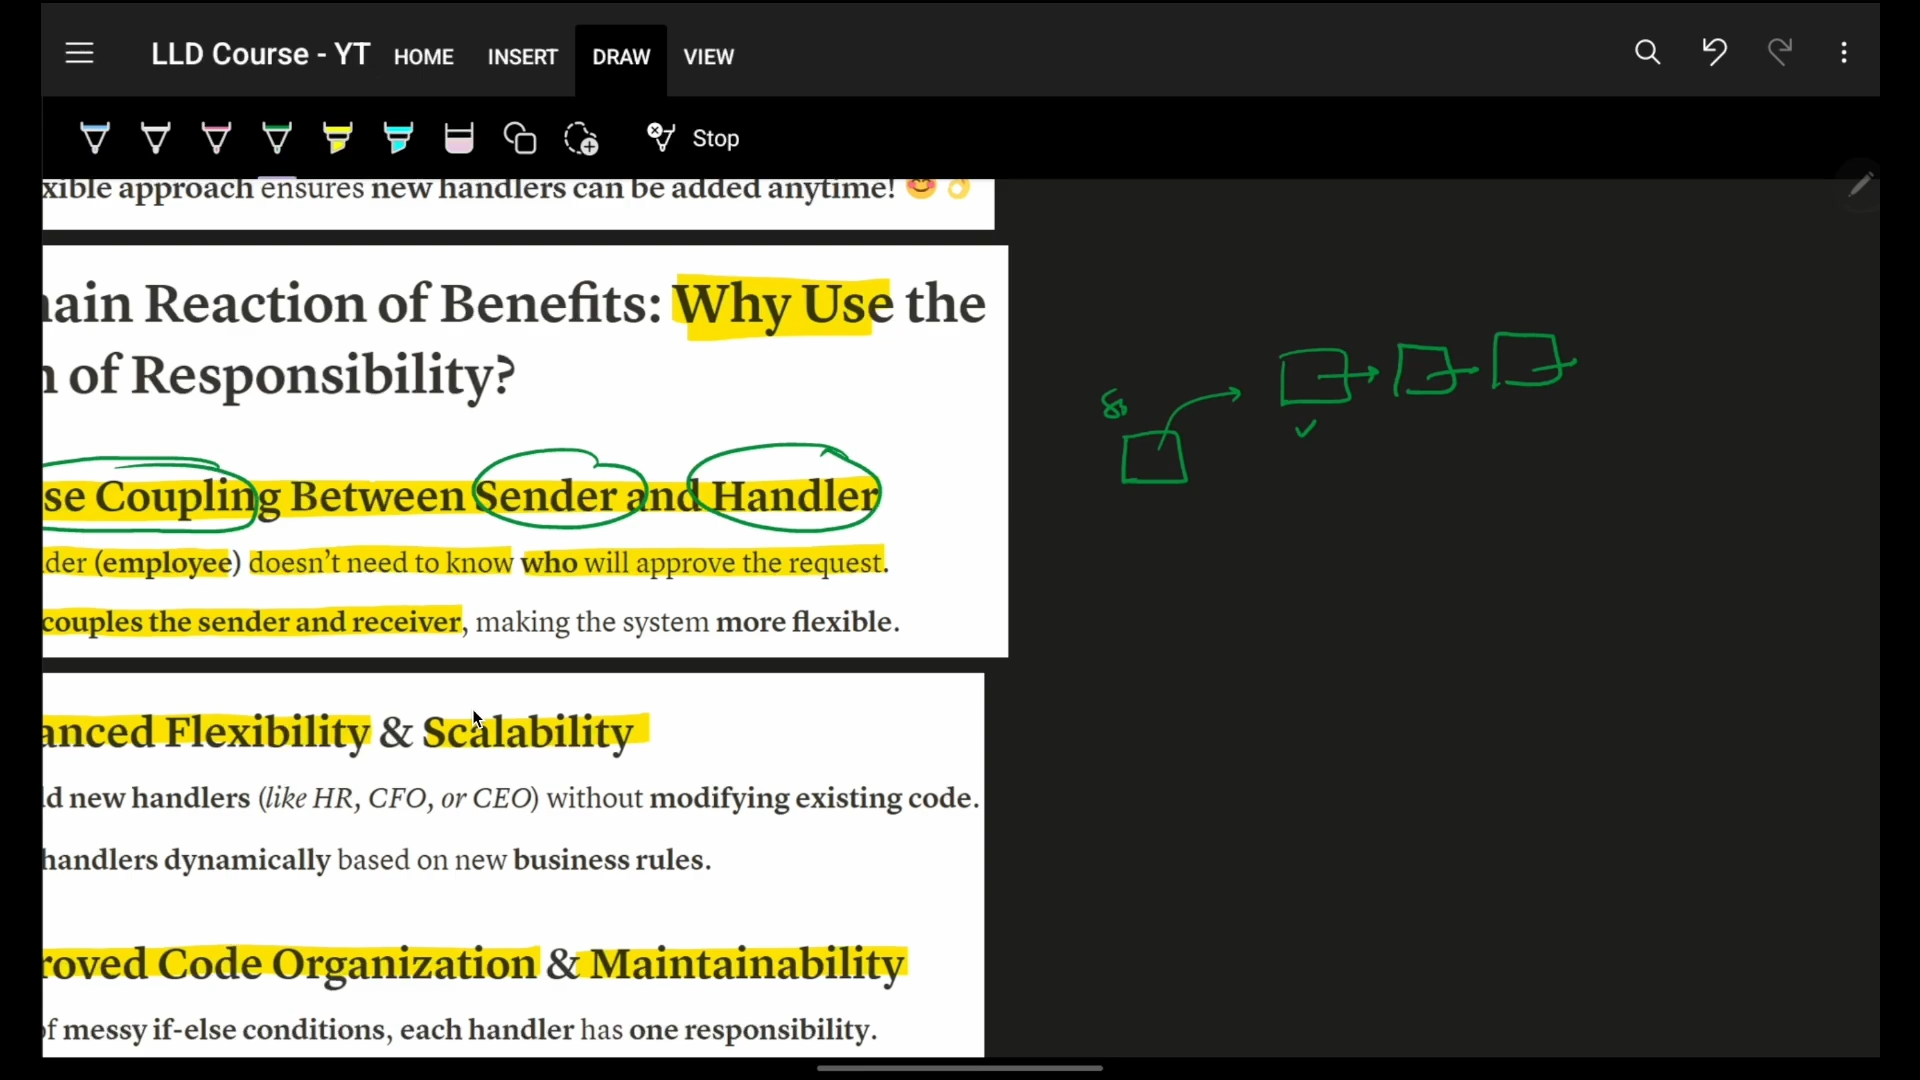 LLD Course - YT HOME INSERT DRAW VIEW
Stop
xible approach ensures new handlers can be added anytime! 😊👌
ain Reaction of Benefits: Why Use the
of Responsibility?
se Coupling Between Sender and Handler
der (employee) doesn't need to know who will approve the request.
couples the sender and receiver, making the system more flexible.
anced Flexibility & Scalability
d new handlers (like HR, CFO, or CEO) without modifying existing code.
handlers dynamically based on new business rules.
roved Code Organization & Maintainability
of messy if-else conditions, each handler has one responsibility.